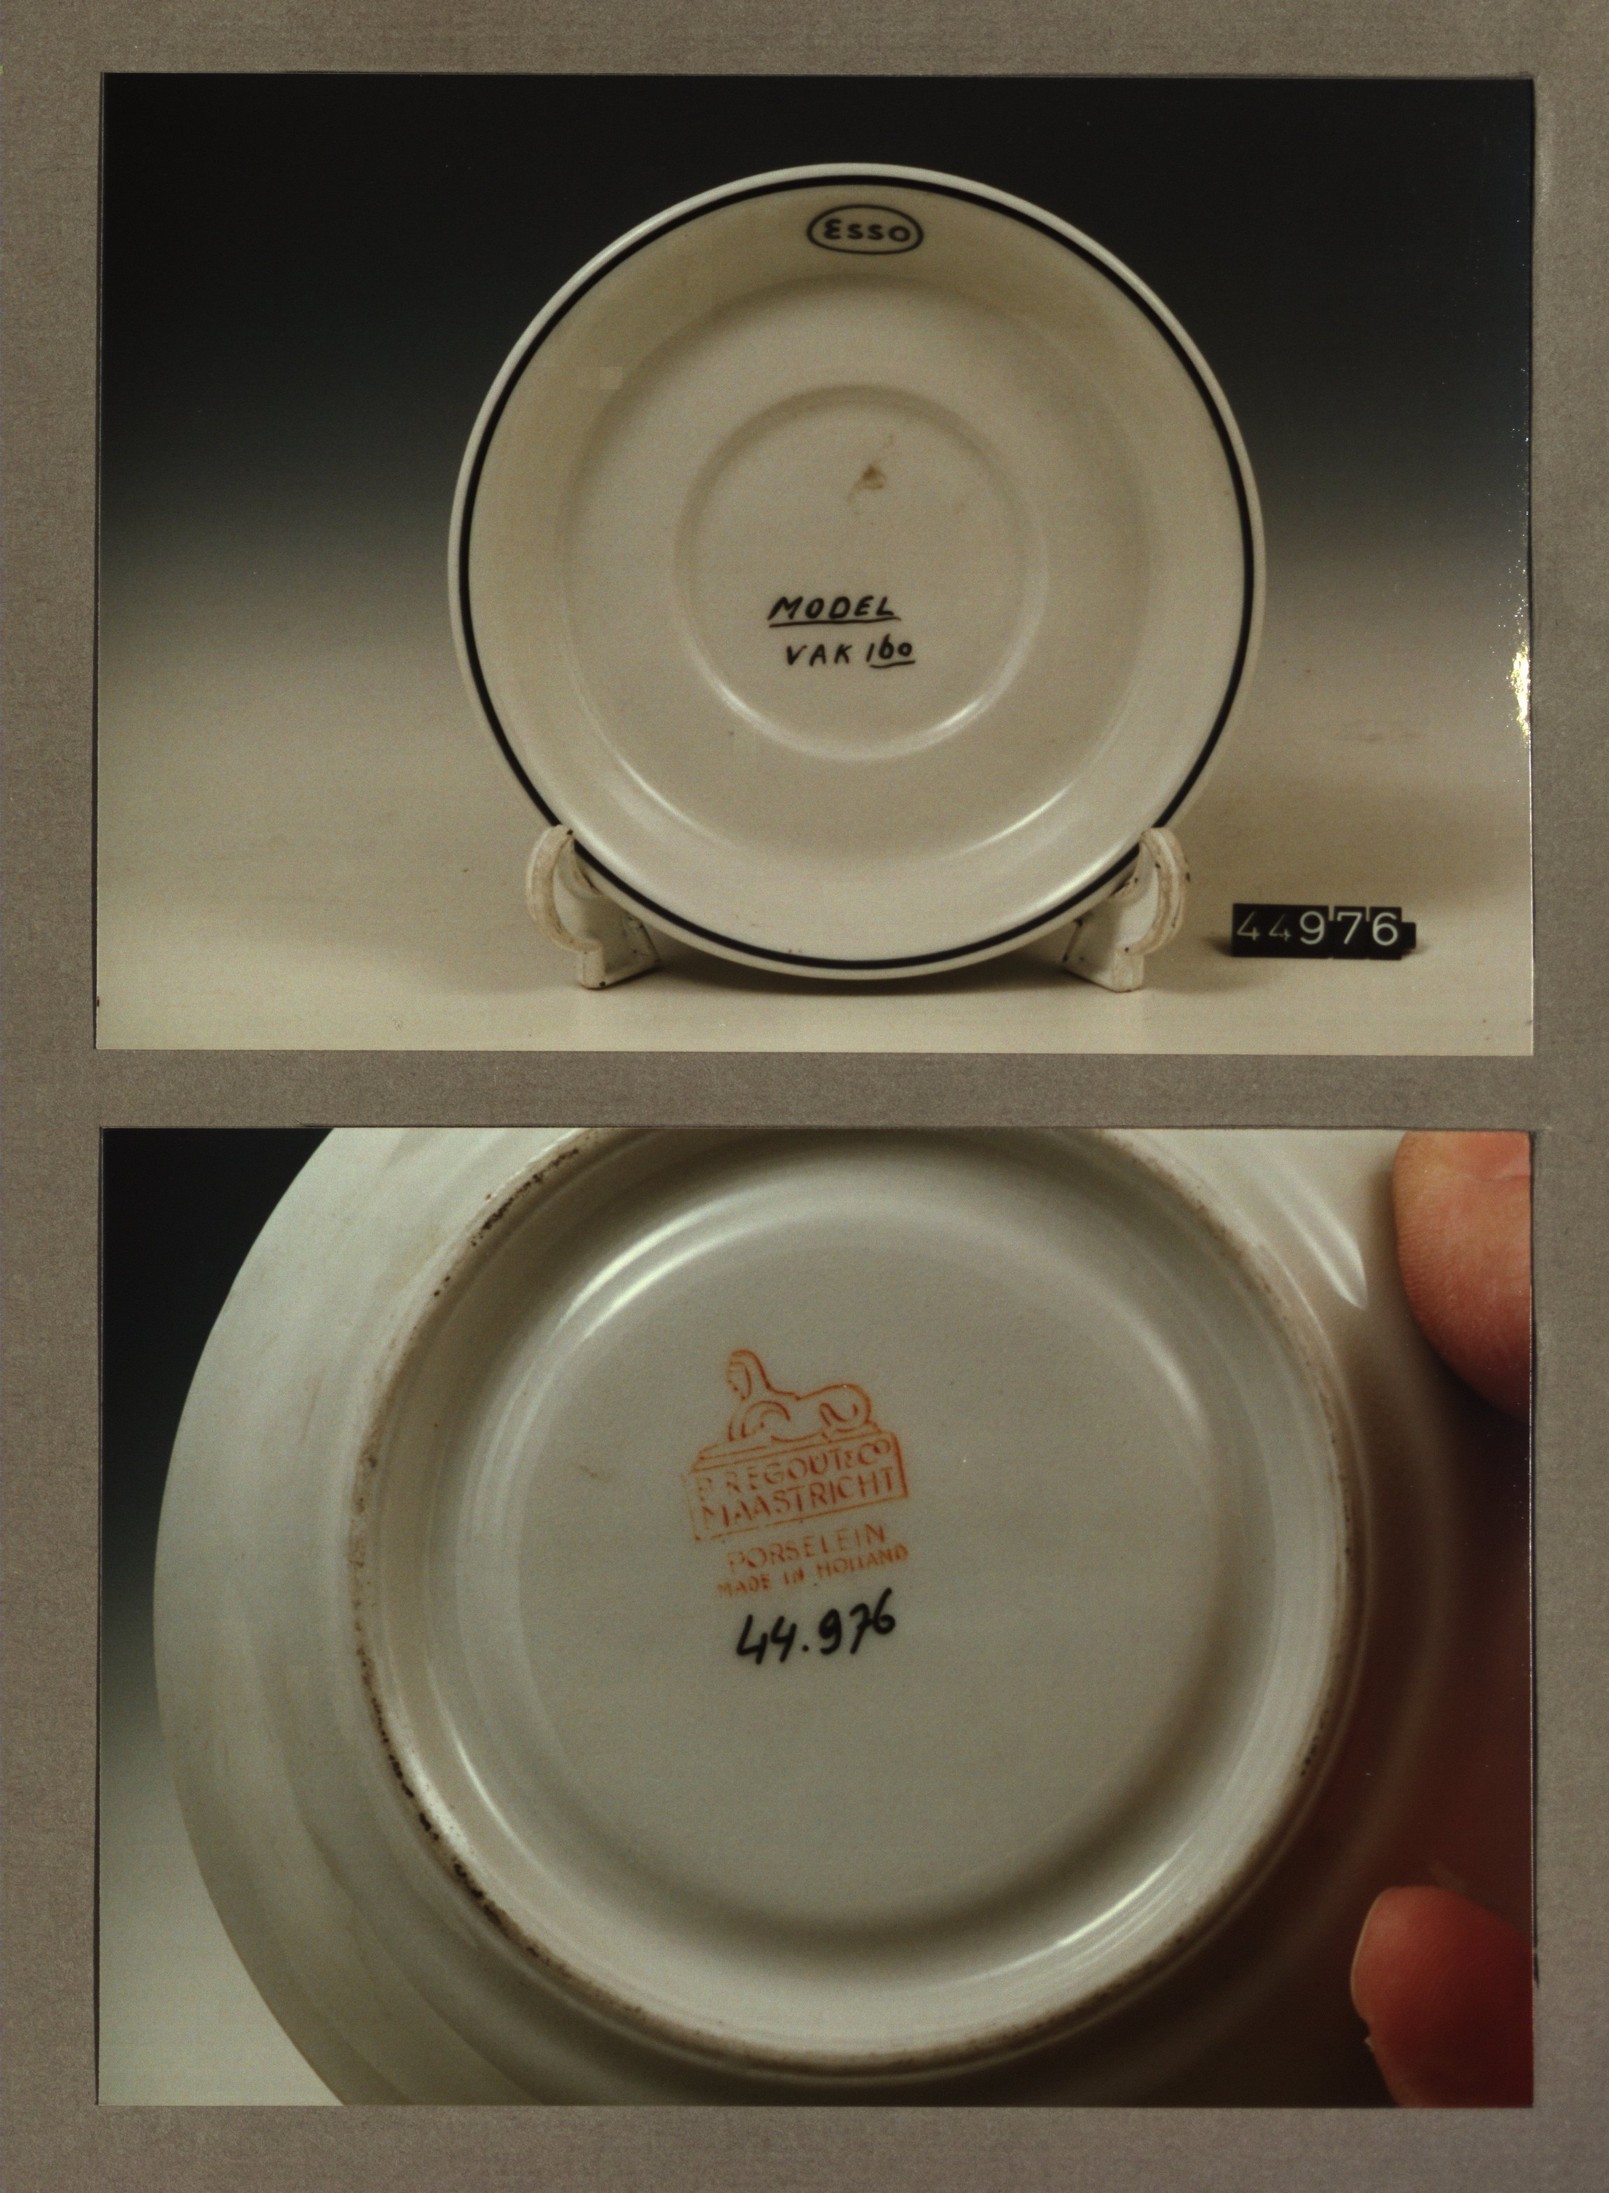 Esso
MODEL
VAK 160
44976
P. REGOUT & CO
MAASTRICHT
PORSELEIN
MADE IN HOLLAND
44.976